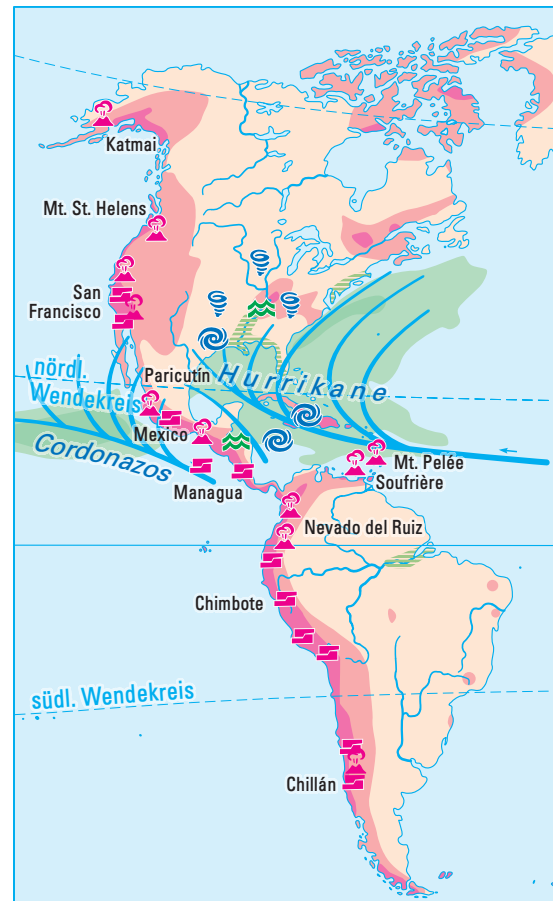 Katmai
Mt. St. Helens
San
Francisco
nördl.
Wendekreis
Paricutín
Hurrikane
Mexico
Cordonazos
Mt. Pelée
Soufrière
Managua
Nevado del Ruiz
Chimbote
südl. Wendekreis
Chillán